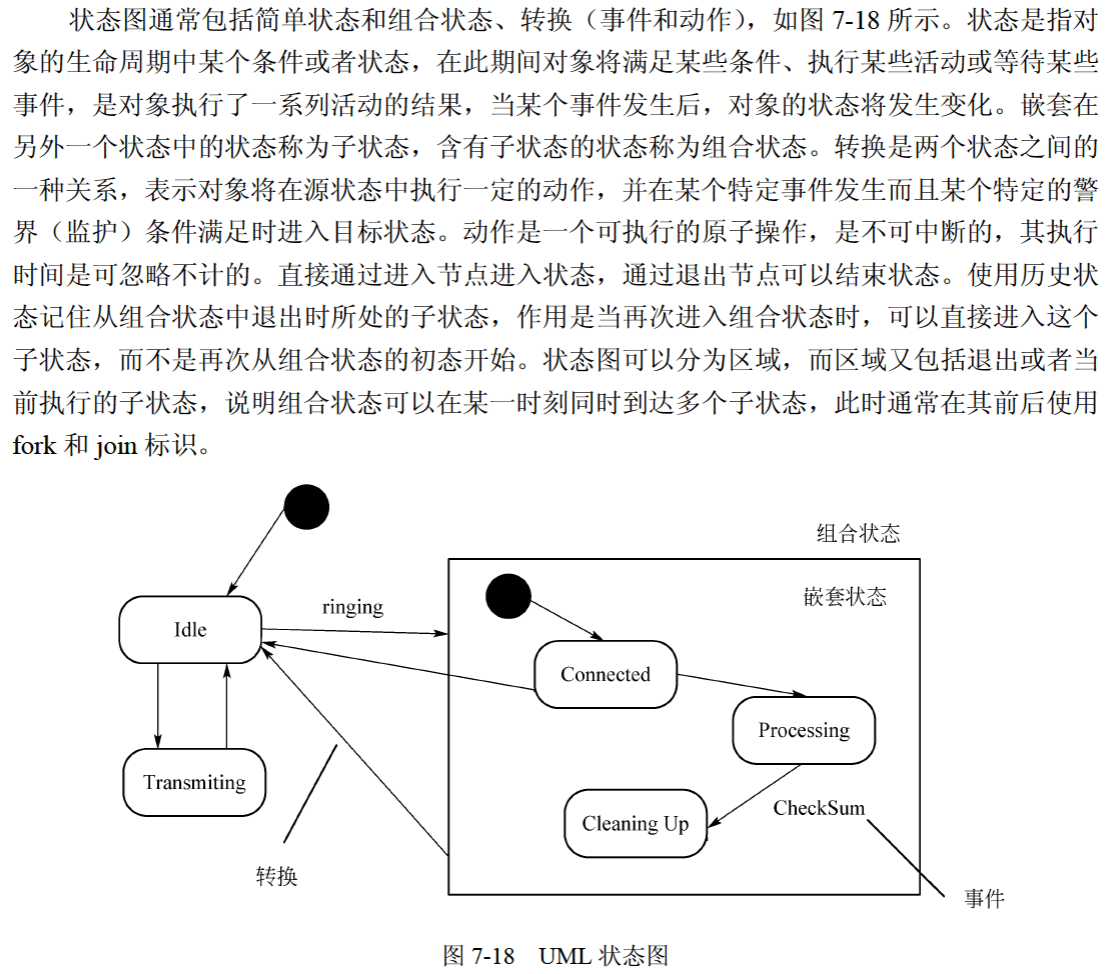 状态图通常包括简单状态和组合状态、转换（事件和动作），如图 7-18 所示。状态是指对
象的生命周期中某个条件或者状态，在此期间对象将满足某些条件、执行某些活动或等待某些
事件，是对象执行了一系列活动的结果，当某个事件发生后，对象的状态将发生变化。嵌套在
另外一个状态中的状态称为子状态，含有子状态的状态称为组合状态。转换是两个状态之间的
一种关系，表示对象将在源状态中执行一定的动作，并在某个特定事件发生而且某个特定的警
界（监护）条件满足时进入目标状态。动作是一个可执行的原子操作，是不可中断的，其执行
时间是可忽略不计的。直接通过进入节点进入状态，通过退出节点可以结束状态。使用历史状
态记住从组合状态中退出时所处的子状态，作用是当再次进入组合状态时，可以直接进入这个
子状态，而不是再次从组合状态的初态开始。状态图可以分为区域，而区域又包括退出或者当
前执行的子状态，说明组合状态可以在某一时刻同时到达多个子状态，此时通常在其前后使用
fork 和 join 标识。
组合状态
嵌套状态
ringing
Idle
Connected
Processing
Transmiting
CheckSum
Cleaning Up
转换
事件
图 7-18 UML 状态图